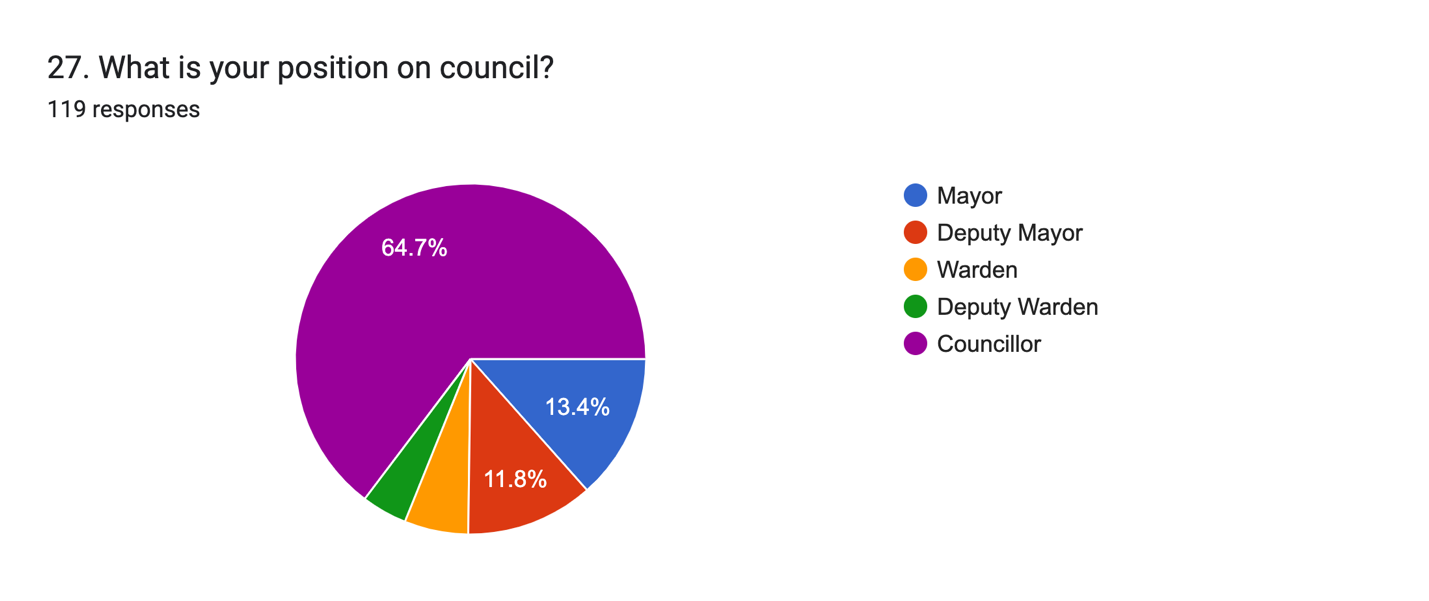 27. What is your position on council?
119 responses
64.7%
13.4%
11.8%
Mayor
Deputy Mayor
Warden
Deputy Warden
Councillor